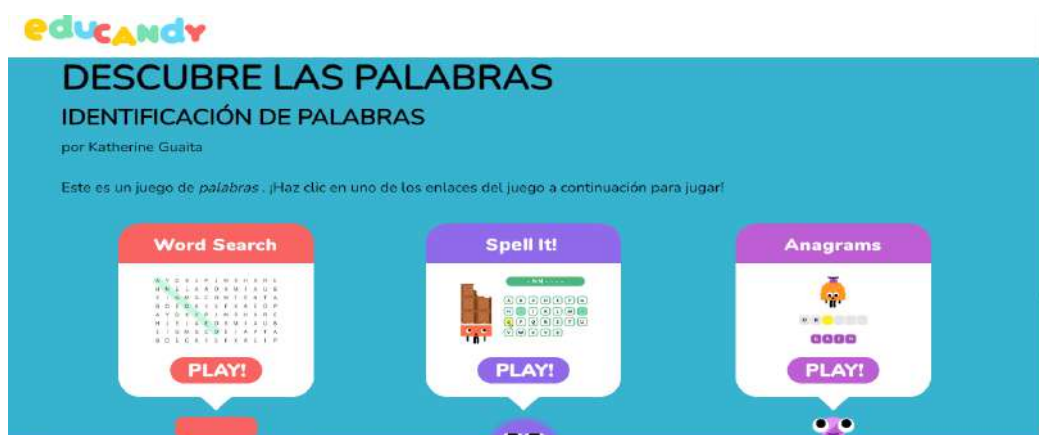 educandy
DESCUBRE LAS PALABRAS
IDENTIFICACIÓN DE PALABRAS
por Katherine Guaita
Este es un juego de palabras . ¡Haz clic en uno de los enlaces del juego a continuación para jugar!
Word Search
Spell It!
Anagrams
PLAY!
PLAY!
PLAY!